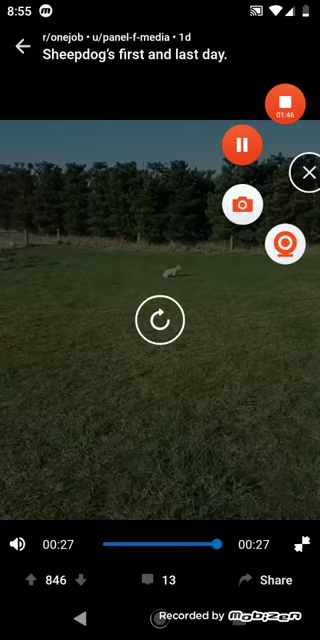 8:55
r/onejob • u/panel-f-media • 1d
Sheepdog's first and last day.
01:46
00:27
00:27
846
13
Share
Recorded by mobizen